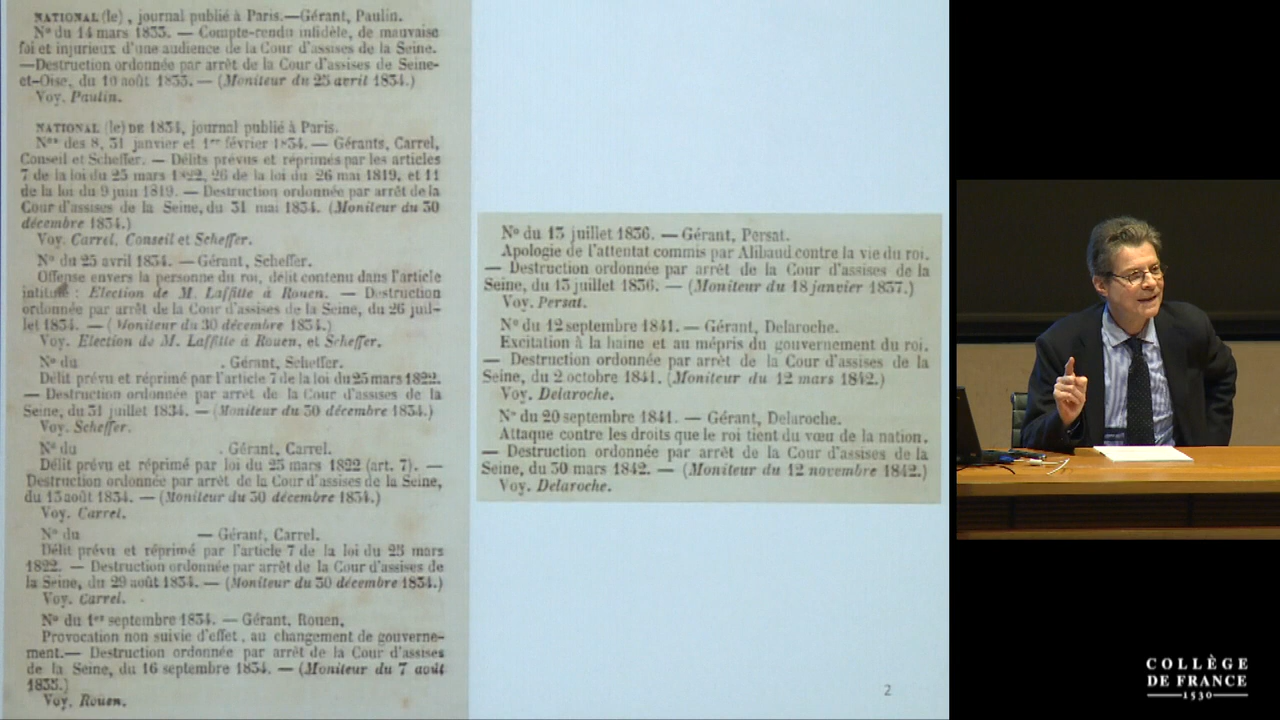 NATIONAL (le), journal publié à Paris.—Gérant, Paulin.
N° du 14 mars 1833. — Compte-rendu infidèle, de mauvaise
foi et injurieux d'une audience de la Cour d'assises de la Seine.
—Destruction ordonnée par arrêt de la Cour d'assises de Seine-
et-Oise, du 10 août 1833. — (Moniteur du 25 avril 1834.)
Voy. Paulin.
NATIONAL (le) DE 1834, journal publié à Paris.
Nos des 8, 31 janvier et 1er février 1834. — Gérants, Carrel,
Conseil et Scheffer. — Délits prévus et réprimés par les articles
7 de la loi du 25 mars 1822, 26 de la loi du 26 mai 1819, et 11
de la loi du 9 juin 1819. — Destruction ordonnée par arrêt de la
Cour d'assises de la Seine, du 31 mai 1834. (Moniteur du 30
décembre 1834.)
Voy. Carrel, Conseil et Scheffer.
N° du 25 avril 1834. — Gérant, Scheffer.
Offense envers la personne du roi, délit contenu dans l'article
intitulé : Election de M. Laffitte à Rouen. — Destruction
ordonnée par arrêt de la Cour d'assises de la Seine, du 26 juil-
let 1834. — (Moniteur du 30 décembre 1834.)
Voy. Election de M. Laffitte à Rouen, et Scheffer.
N° du . Gérant, Scheffer.
Délit prévu et réprimé par l'article 7 de la loi du 25 mars 1822.
— Destruction ordonnée par arrêt de la Cour d'assises de la
Seine, du 31 juillet 1834. — (Moniteur du 30 décembre 1834.)
Voy. Scheffer.
N° du . Gérant, Carrel.
Délit prévu et réprimé par loi du 25 mars 1822 (art. 7). —
Destruction ordonnée par arrêt de la Cour d'assises de la Seine,
du 13 août 1834. — (Moniteur du 30 décembre 1834.)
Voy. Carrel.
N° du — Gérant, Carrel.
Délit prévu et réprimé par l'article 7 de la loi du 25 mars
1822. — Destruction ordonnée par arrêt de la Cour d'assises de
la Seine, du 29 août 1834. — (Moniteur du 30 décembre 1834.)
Voy. Carrel.
N° du 1er septembre 1834. — Gérant, Rouen,
Provocation non suivie d'effet, au changement de gouverne-
ment.— Destruction ordonnée par arrêt de la Cour d'assises
de la Seine, du 16 septembre 1834. — (Moniteur du 7 août
1835.)
Voy. Rouen.
N° du 13 juillet 1836. — Gérant, Persat.
Apologie de l'attentat commis par Alibaud contre la vie du roi.
— Destruction ordonnée par arrêt de la Cour d'assises de la
Seine, du 15 juillet 1836. — (Moniteur du 18 janvier 1837.)
Voy. Persat.
N° du 12 septembre 1841. — Gérant, Delaroche.
Excitation à la haine et au mépris du gouvernement du roi.
— Destruction ordonnée par arrêt de la Cour d'assises de la
Seine, du 2 octobre 1841. (Moniteur du 12 mars 1842.)
Voy. Delaroche.
N° du 20 septembre 1841. — Gérant, Delaroche.
Attaque contre les droits que le roi tient du vœu de la nation.
— Destruction ordonnée par arrêt de la Cour d'assises de la
Seine, du 30 mars 1842. — (Moniteur du 12 novembre 1842.)
Voy. Delaroche.
2
COLLÈGE
DE FRANCE
1530